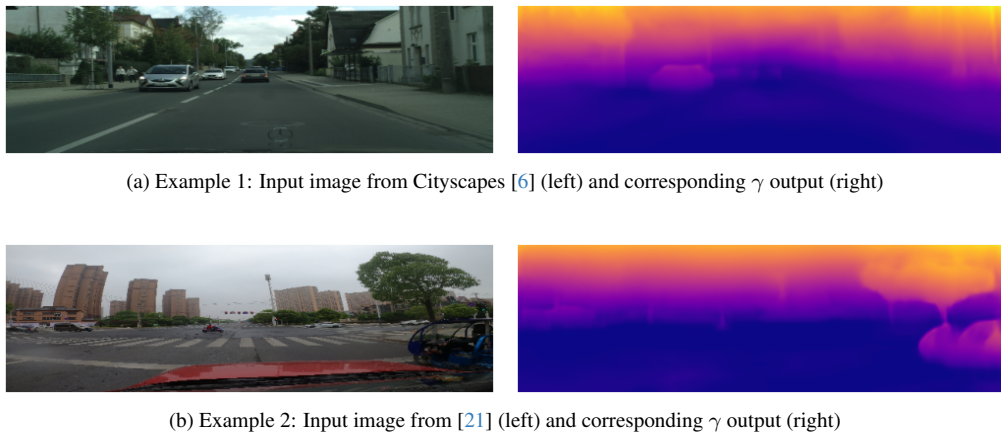 (a) Example 1: Input image from Cityscapes [6] (left) and corresponding γ output (right)
(b) Example 2: Input image from [21] (left) and corresponding γ output (right)